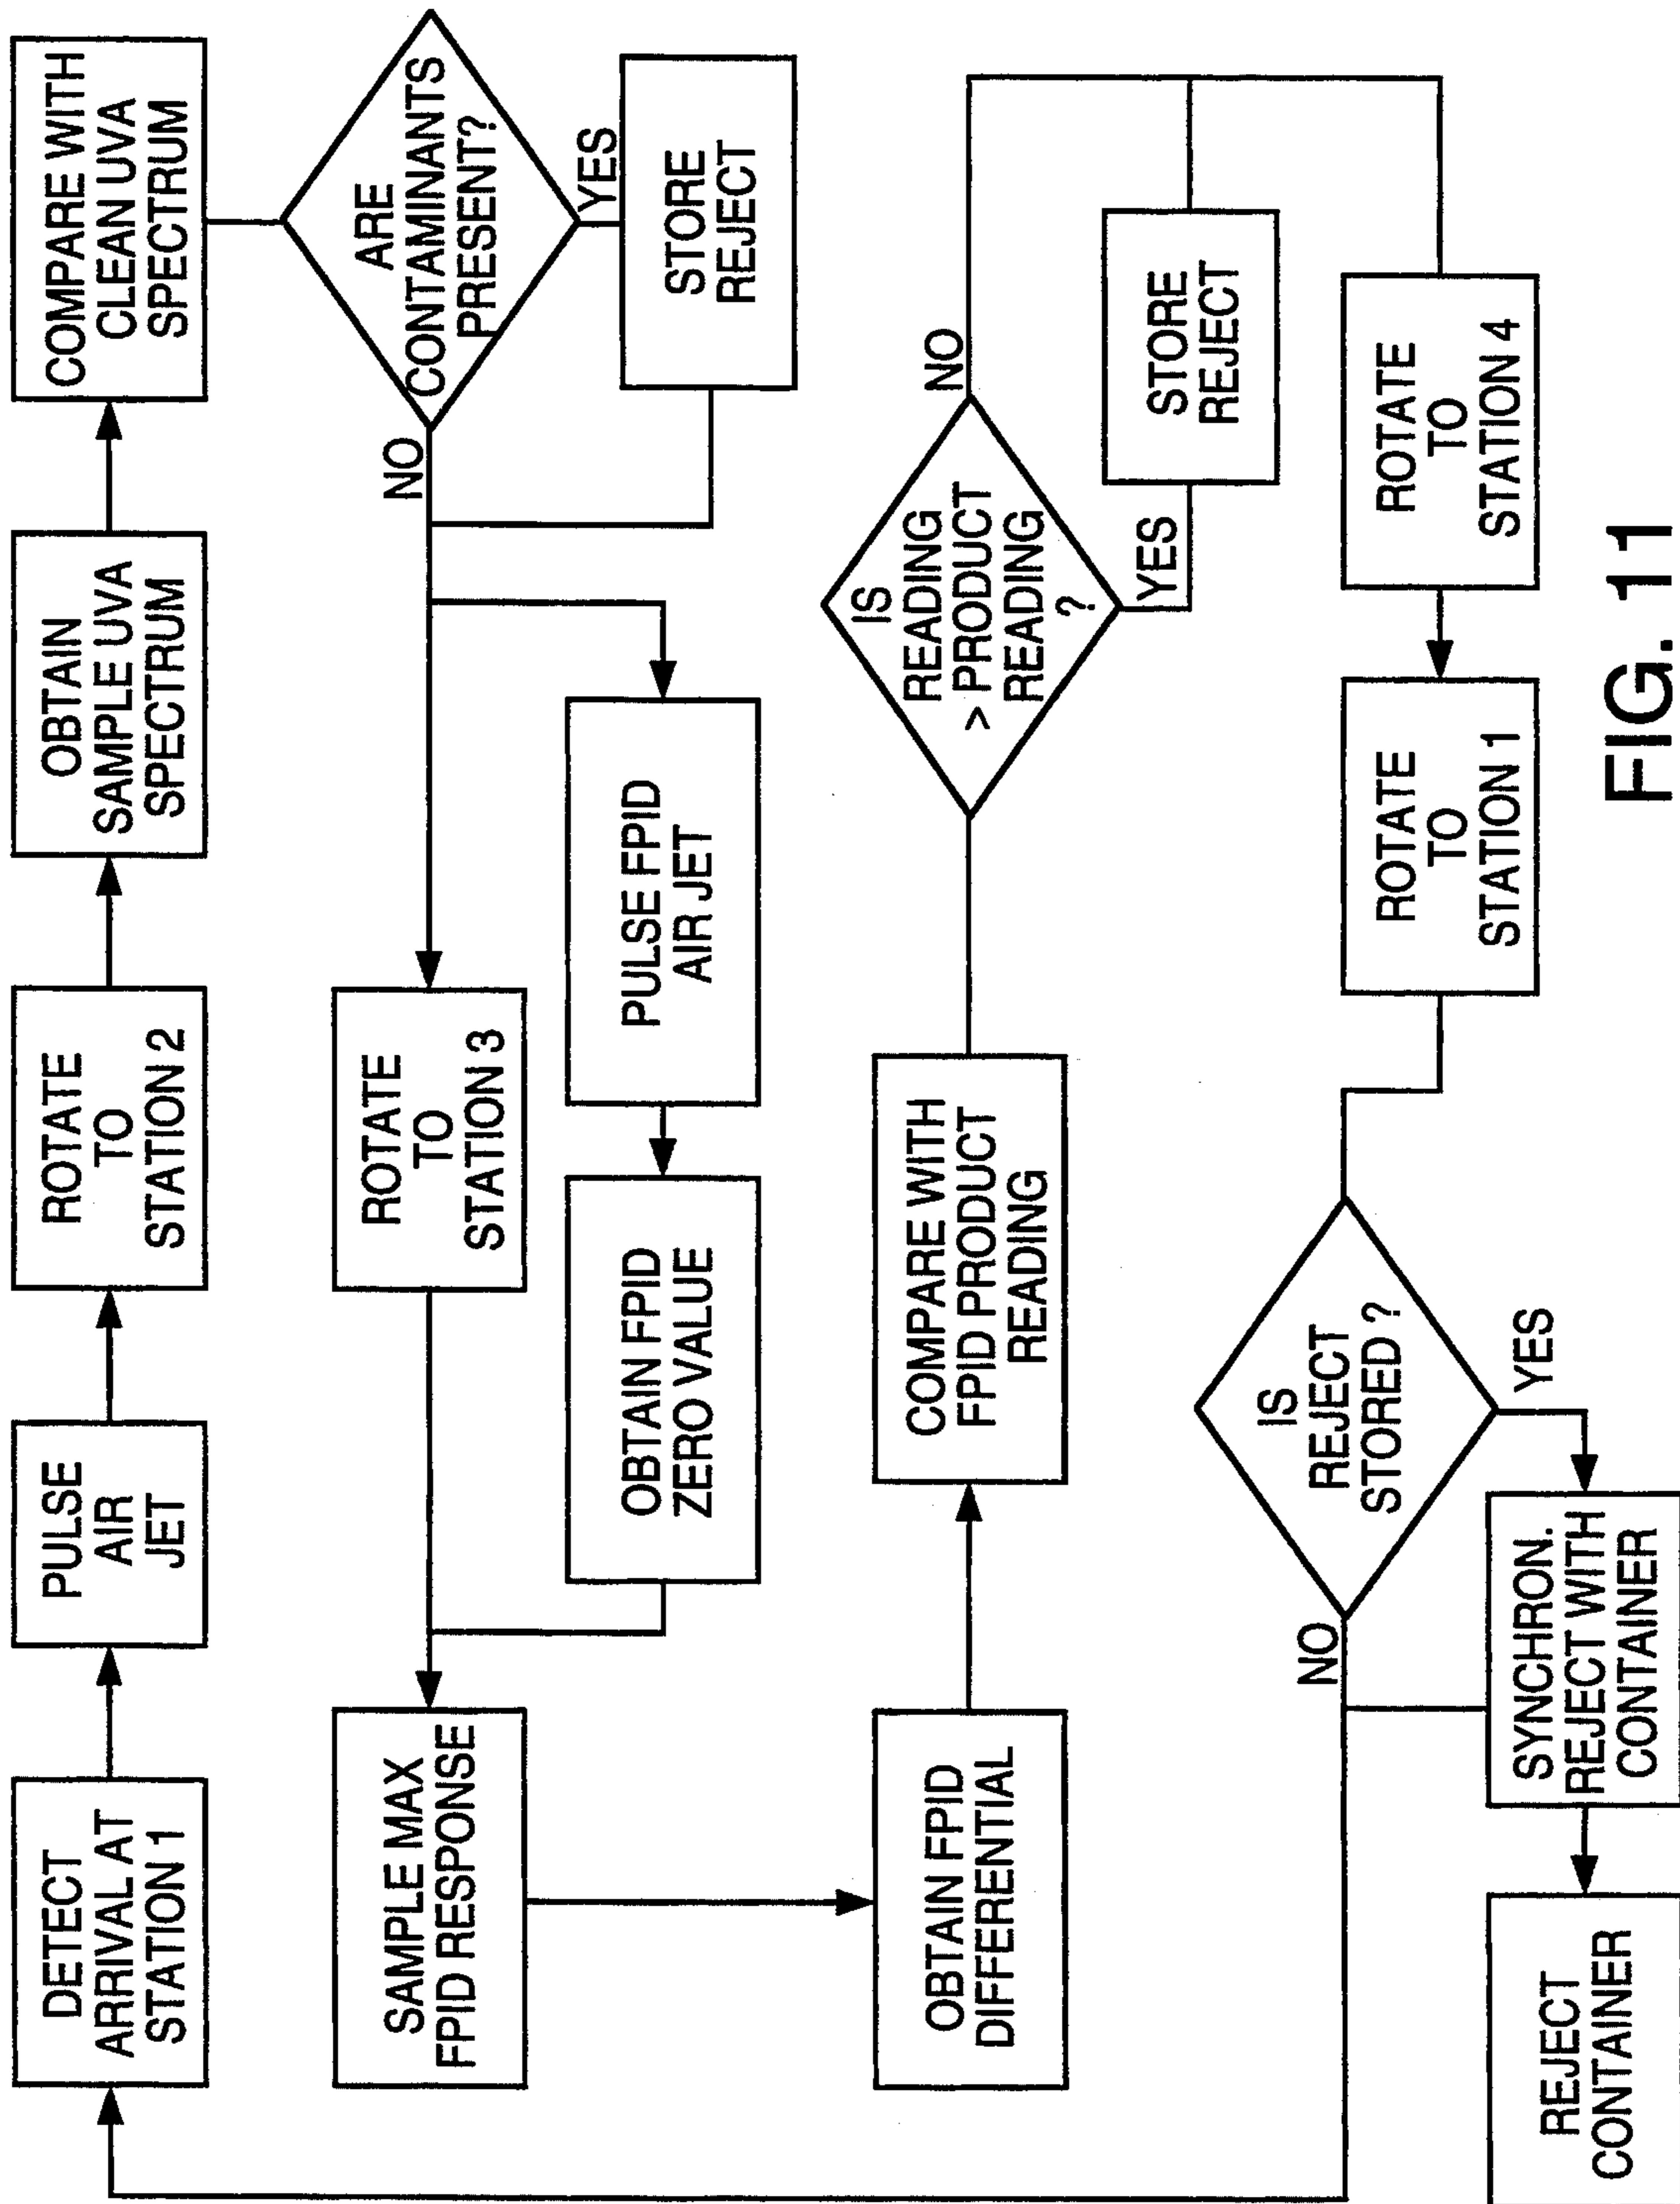 DETECT
ARRIVAL AT
STATION 1
PULSE
AIR
JET
ROTATE
TO
STATION 2
OBTAIN
SAMPLE UVA
SPECTRUM
COMPARE WITH
CLEAN UVA
SPECTRUM
ARE
CONTAMINANTS
PRESENT?
YES
STORE
REJECT
NO
ROTATE
TO
STATION 3
PULSE FPID
AIR JET
OBTAIN FPID
ZERO VALUE
SAMPLE MAX
FPID RESPONSE
OBTAIN FPID
DIFFERENTIAL
COMPARE WITH
FPID PRODUCT
READING
IS
READING
> PRODUCT
READING
?
NO
YES
STORE
REJECT
ROTATE
TO
STATION 4
ROTATE
TO
STATION 1
IS
REJECT
STORED ?
NO
YES
SYNCHRON.
REJECT WITH
CONTAINER
REJECT
CONTAINER
FIG. 11